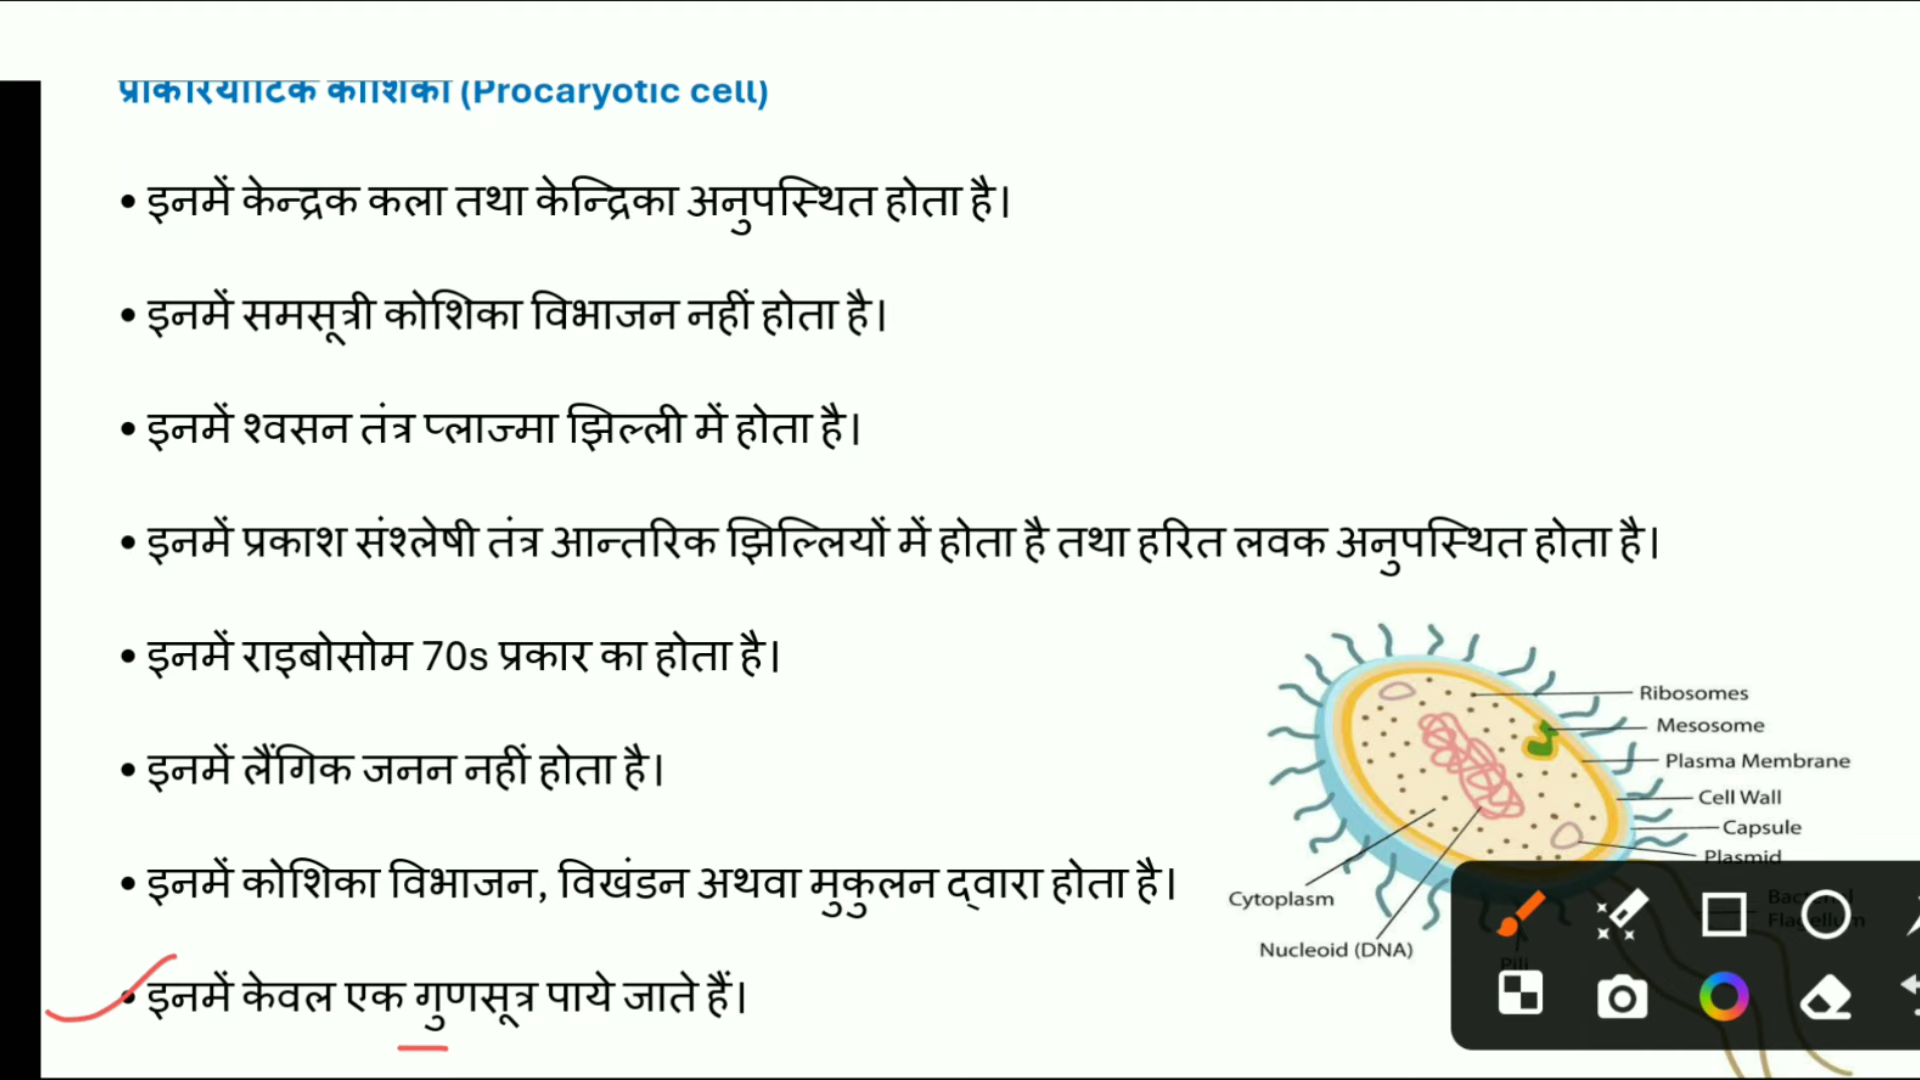 प्रोकैरियोटिक कोशिका (Procaryotic cell)
• इनमें केन्द्रक कला तथा केन्द्रिका अनुपस्थित होता है।
• इनमें समसूत्री कोशिका विभाजन नहीं होता है।
• इनमें श्वसन तंत्र प्लाज्मा झिल्ली में होता है।
• इनमें प्रकाश संश्लेषी तंत्र आन्तरिक झिल्लियों में होता है तथा हरित लवक अनुपस्थित होता है।
• इनमें राइबोसोम 70s प्रकार का होता है।
• इनमें लैंगिक जनन नहीं होता है।
• इनमें कोशिका विभाजन, विखंडन अथवा मुकुलन द्वारा होता है।
• इनमें केवल एक गुणसूत्र पाये जाते हैं।
Ribosomes
Mesosome
Plasma Membrane
Cell Wall
Capsule
Plasmid
Flagellum
Cytoplasm
Nucleoid (DNA)
Pili